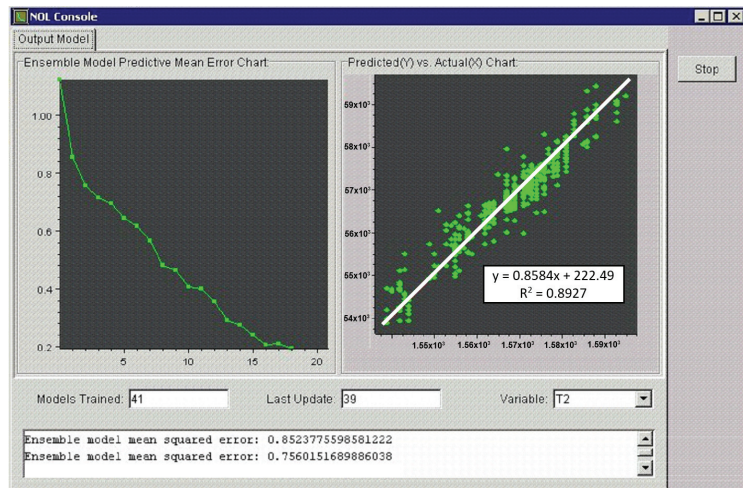 NOL Console
Output Model
Stop
Ensemble Model Predictive Mean Error Chart:
1.00
0.8
0.6
0.4
0.2
5
10
15
20
Predicted(Y) vs. Actual(X) Chart:
59x10³
58x10³
57x10³
56x10³
55x10³
54x10³
y = 0.8584x + 222.49
R² = 0.8927
1.55x10³ 1.56x10³ 1.57x10³ 1.58x10³ 1.59x10³
Models Trained: 41
Last Update: 39
Variable: T2
Ensemble model mean squared error: 0.8523775598581222
Ensemble model mean squared error: 0.7560151689886038